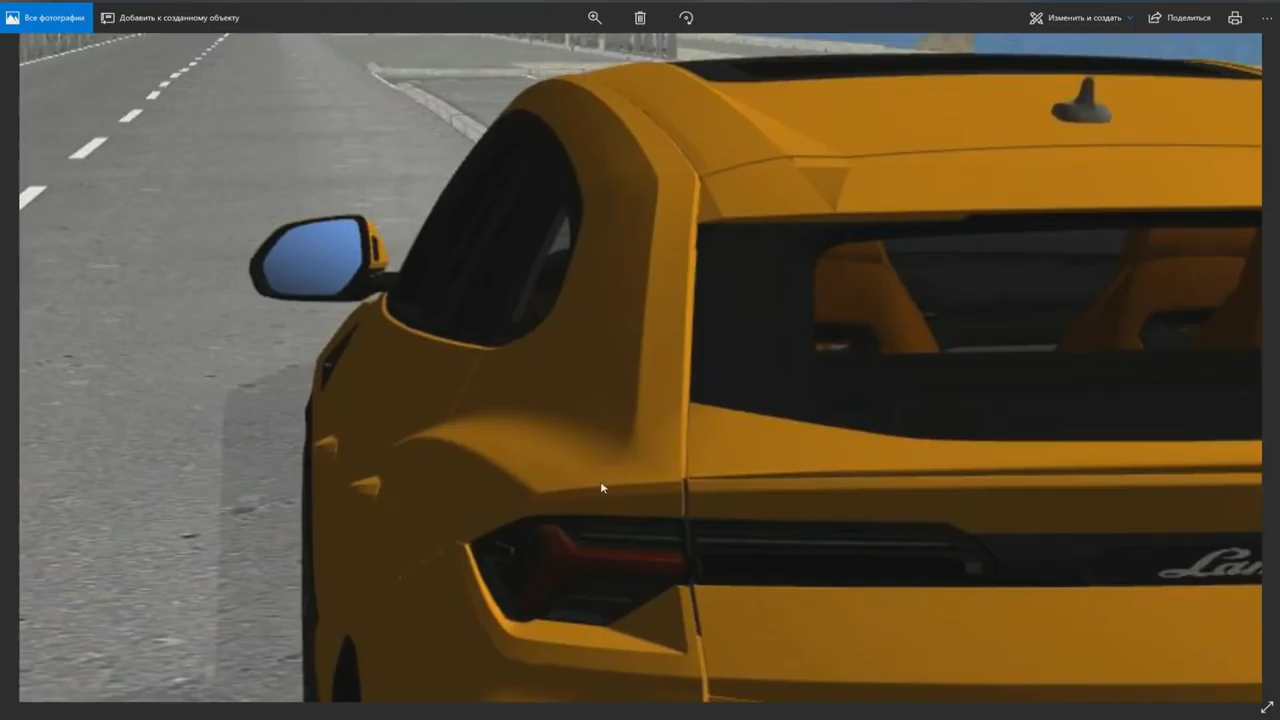 Все фотографии
Добавить к созданному объекту
Изменить и создать
Поделиться